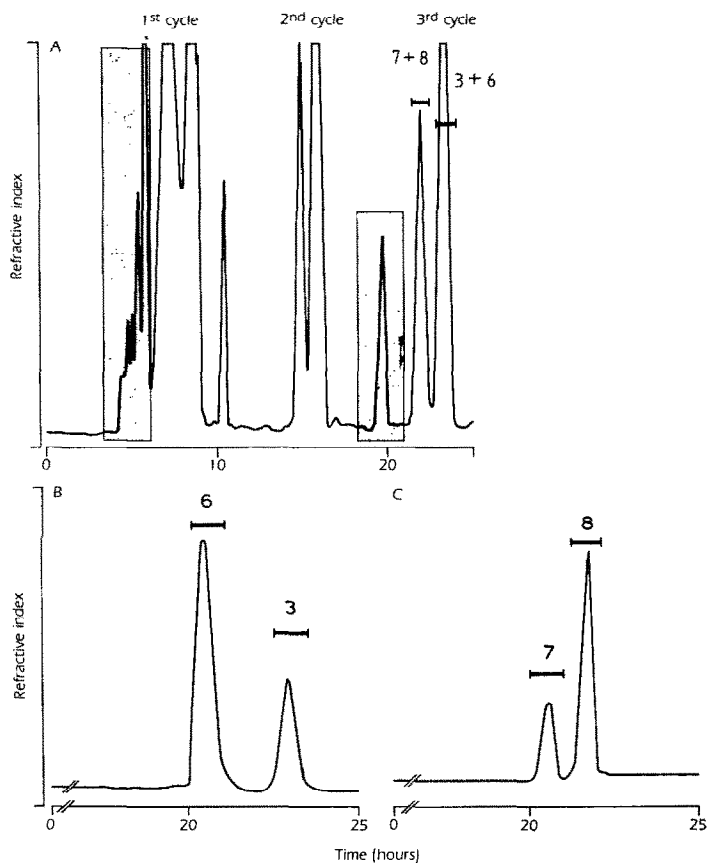 1st cycle 2nd cycle 3rd cycle
A
7 + 8
3 + 6
Refractive index
0 10 20
B
6
3
C
8
7
Refractive index
0 20 25
0 20 25
Time (hours)